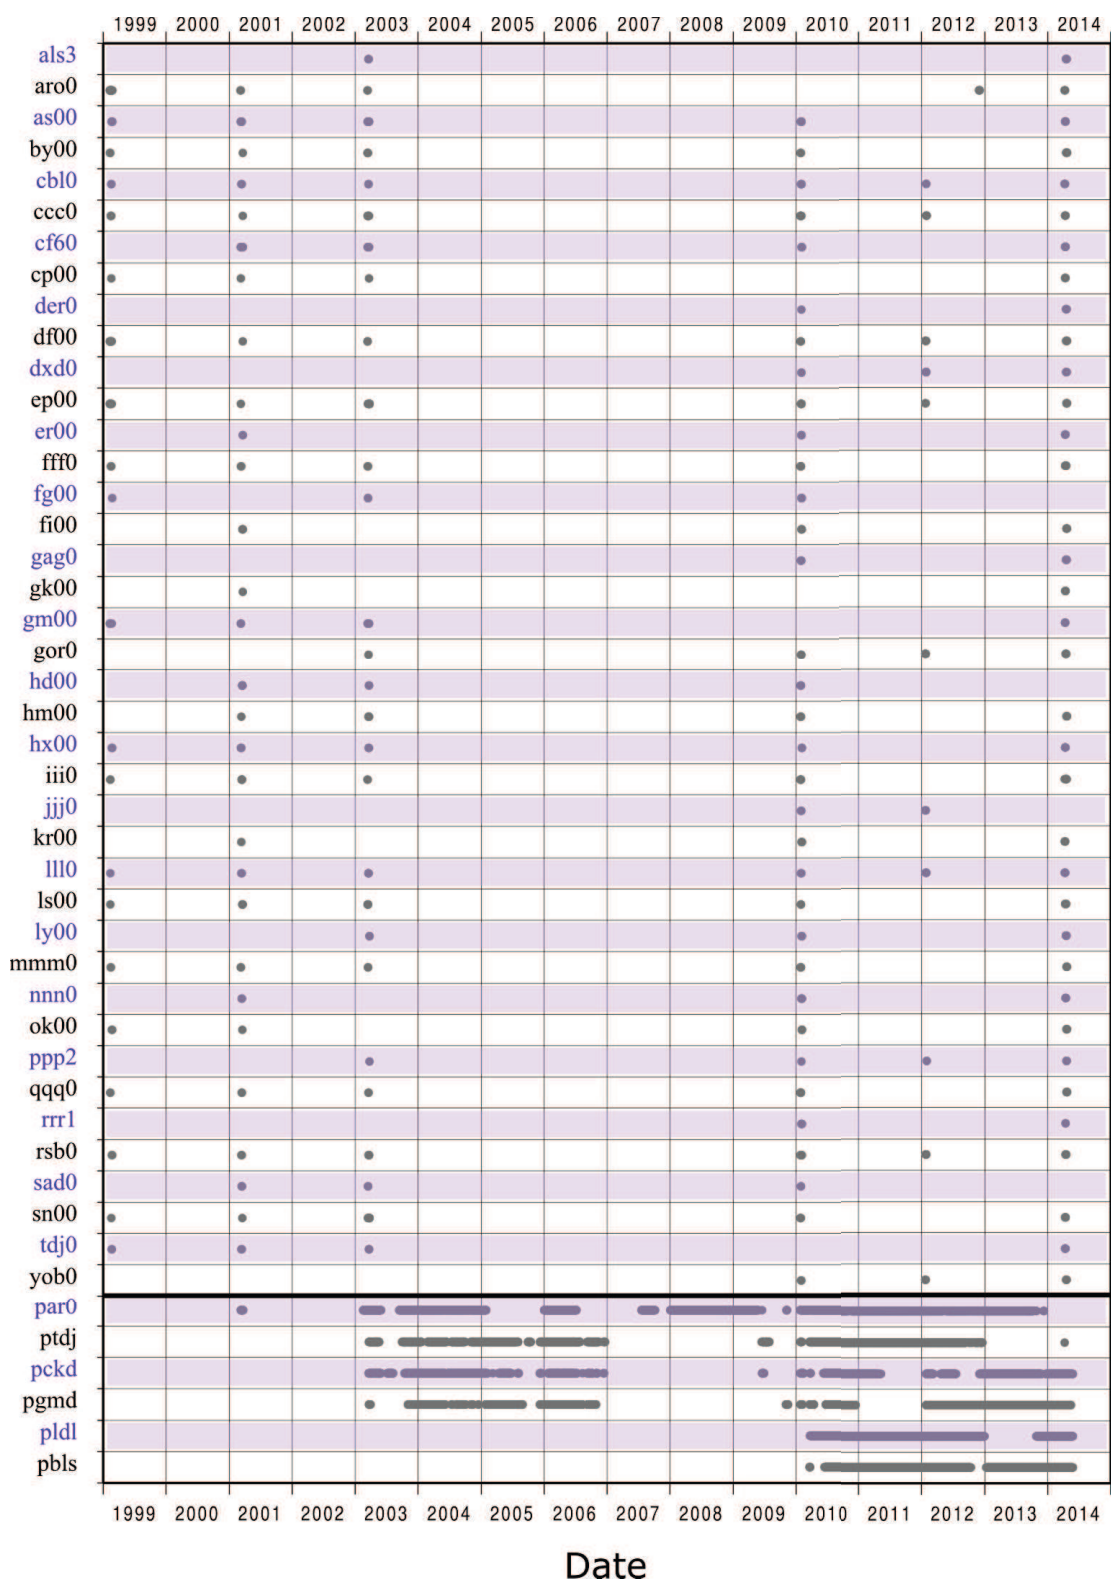 1999 2000 2001 2002 2003 2004 2005 2006 2007 2008 2009 2010 2011 2012 2013 2014
als3
aro0
as00
by00
cbl0
ccc0
cf60
cp00
der0
df00
dxd0
ep00
er00
fff0
fg00
fi00
gag0
gk00
gm00
gor0
hd00
hm00
hx00
iii0
jjj0
kr00
lll0
ls00
ly00
mmm0
nnn0
ok00
ppp2
qqq0
rrr1
rsb0
sad0
sn00
tdj0
yob0
par0
ptdj
pckd
pgmd
pldl
pbls
1999 2000 2001 2002 2003 2004 2005 2006 2007 2008 2009 2010 2011 2012 2013 2014
Date